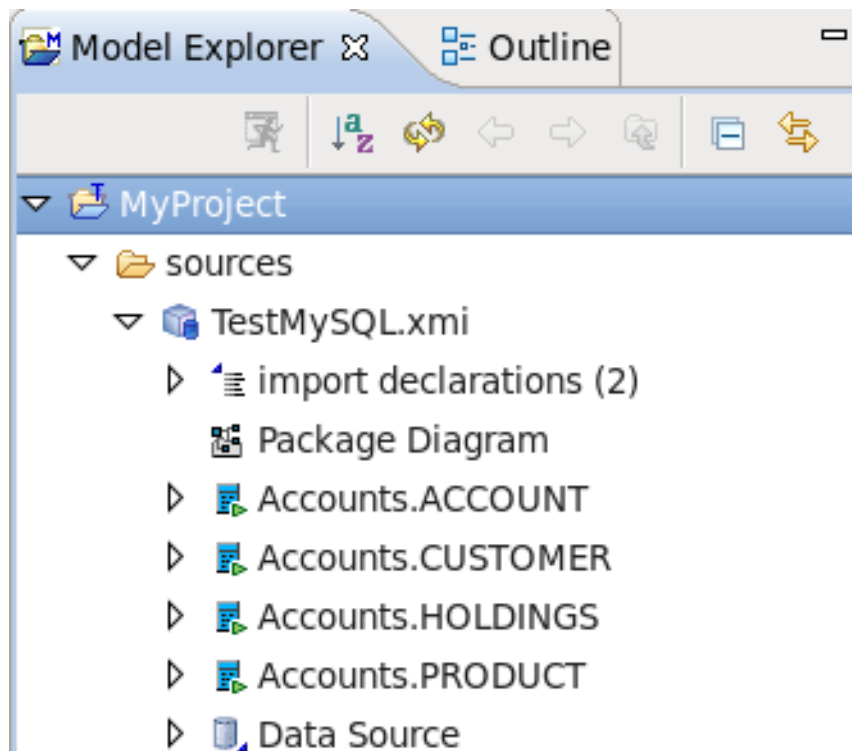 Model Explorer Outline
MyProject
sources
TestMySQL.xmi
import declarations (2)
Package Diagram
Accounts.ACCOUNT
Accounts.CUSTOMER
Accounts.HOLDINGS
Accounts.PRODUCT
Data Source